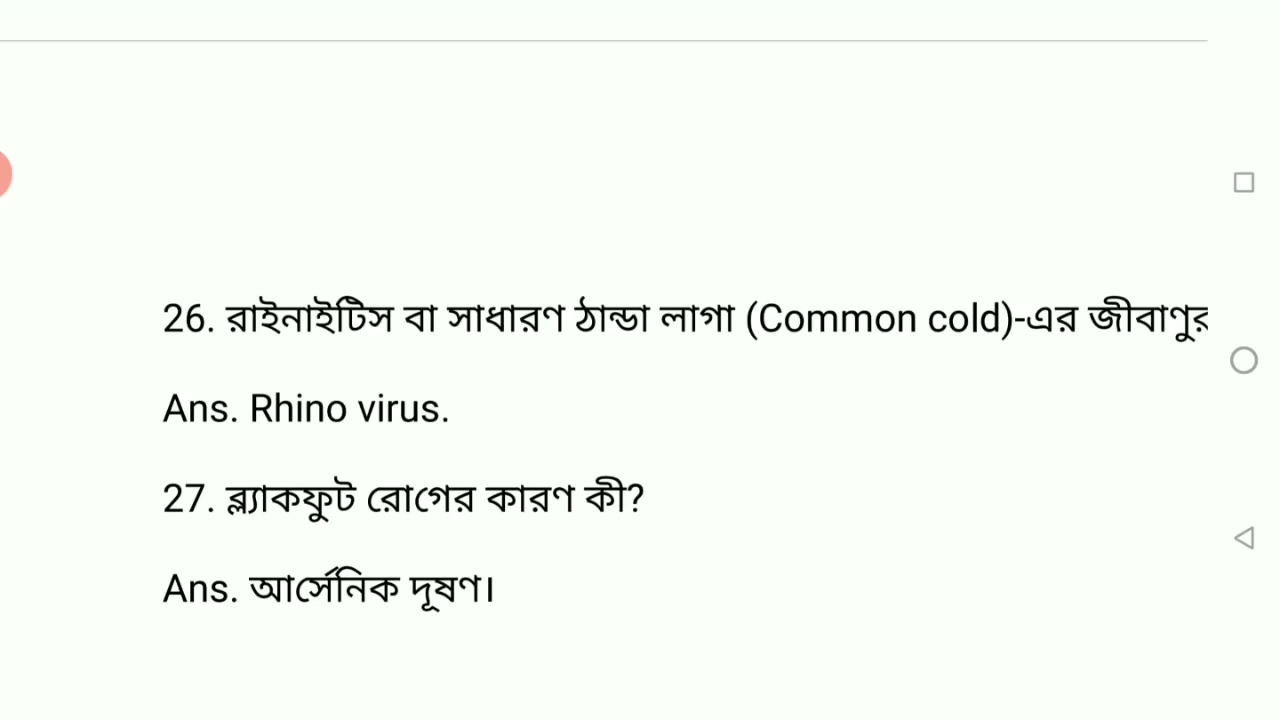 26. রাইনাইটিস বা সাধারণ ঠান্ডা লাগা (Common cold)-এর জীবাণুর
Ans. Rhino virus.
27. ব্ল্যাকফুট রোগের কারণ কী?
Ans. আর্সেনিক দূষণ।